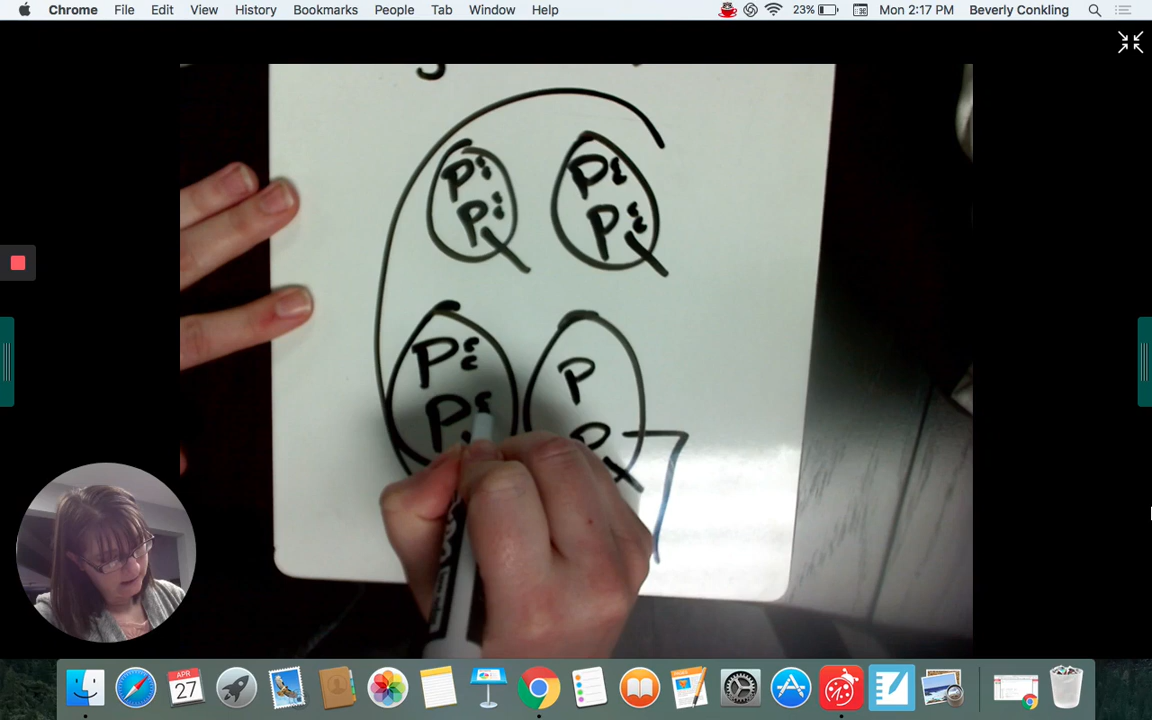 Chrome File Edit View History Bookmarks People Tab Window Help 23% Mon 2:17 PM Beverly Conkling
P P
P P
P P
P P
7
APR
27